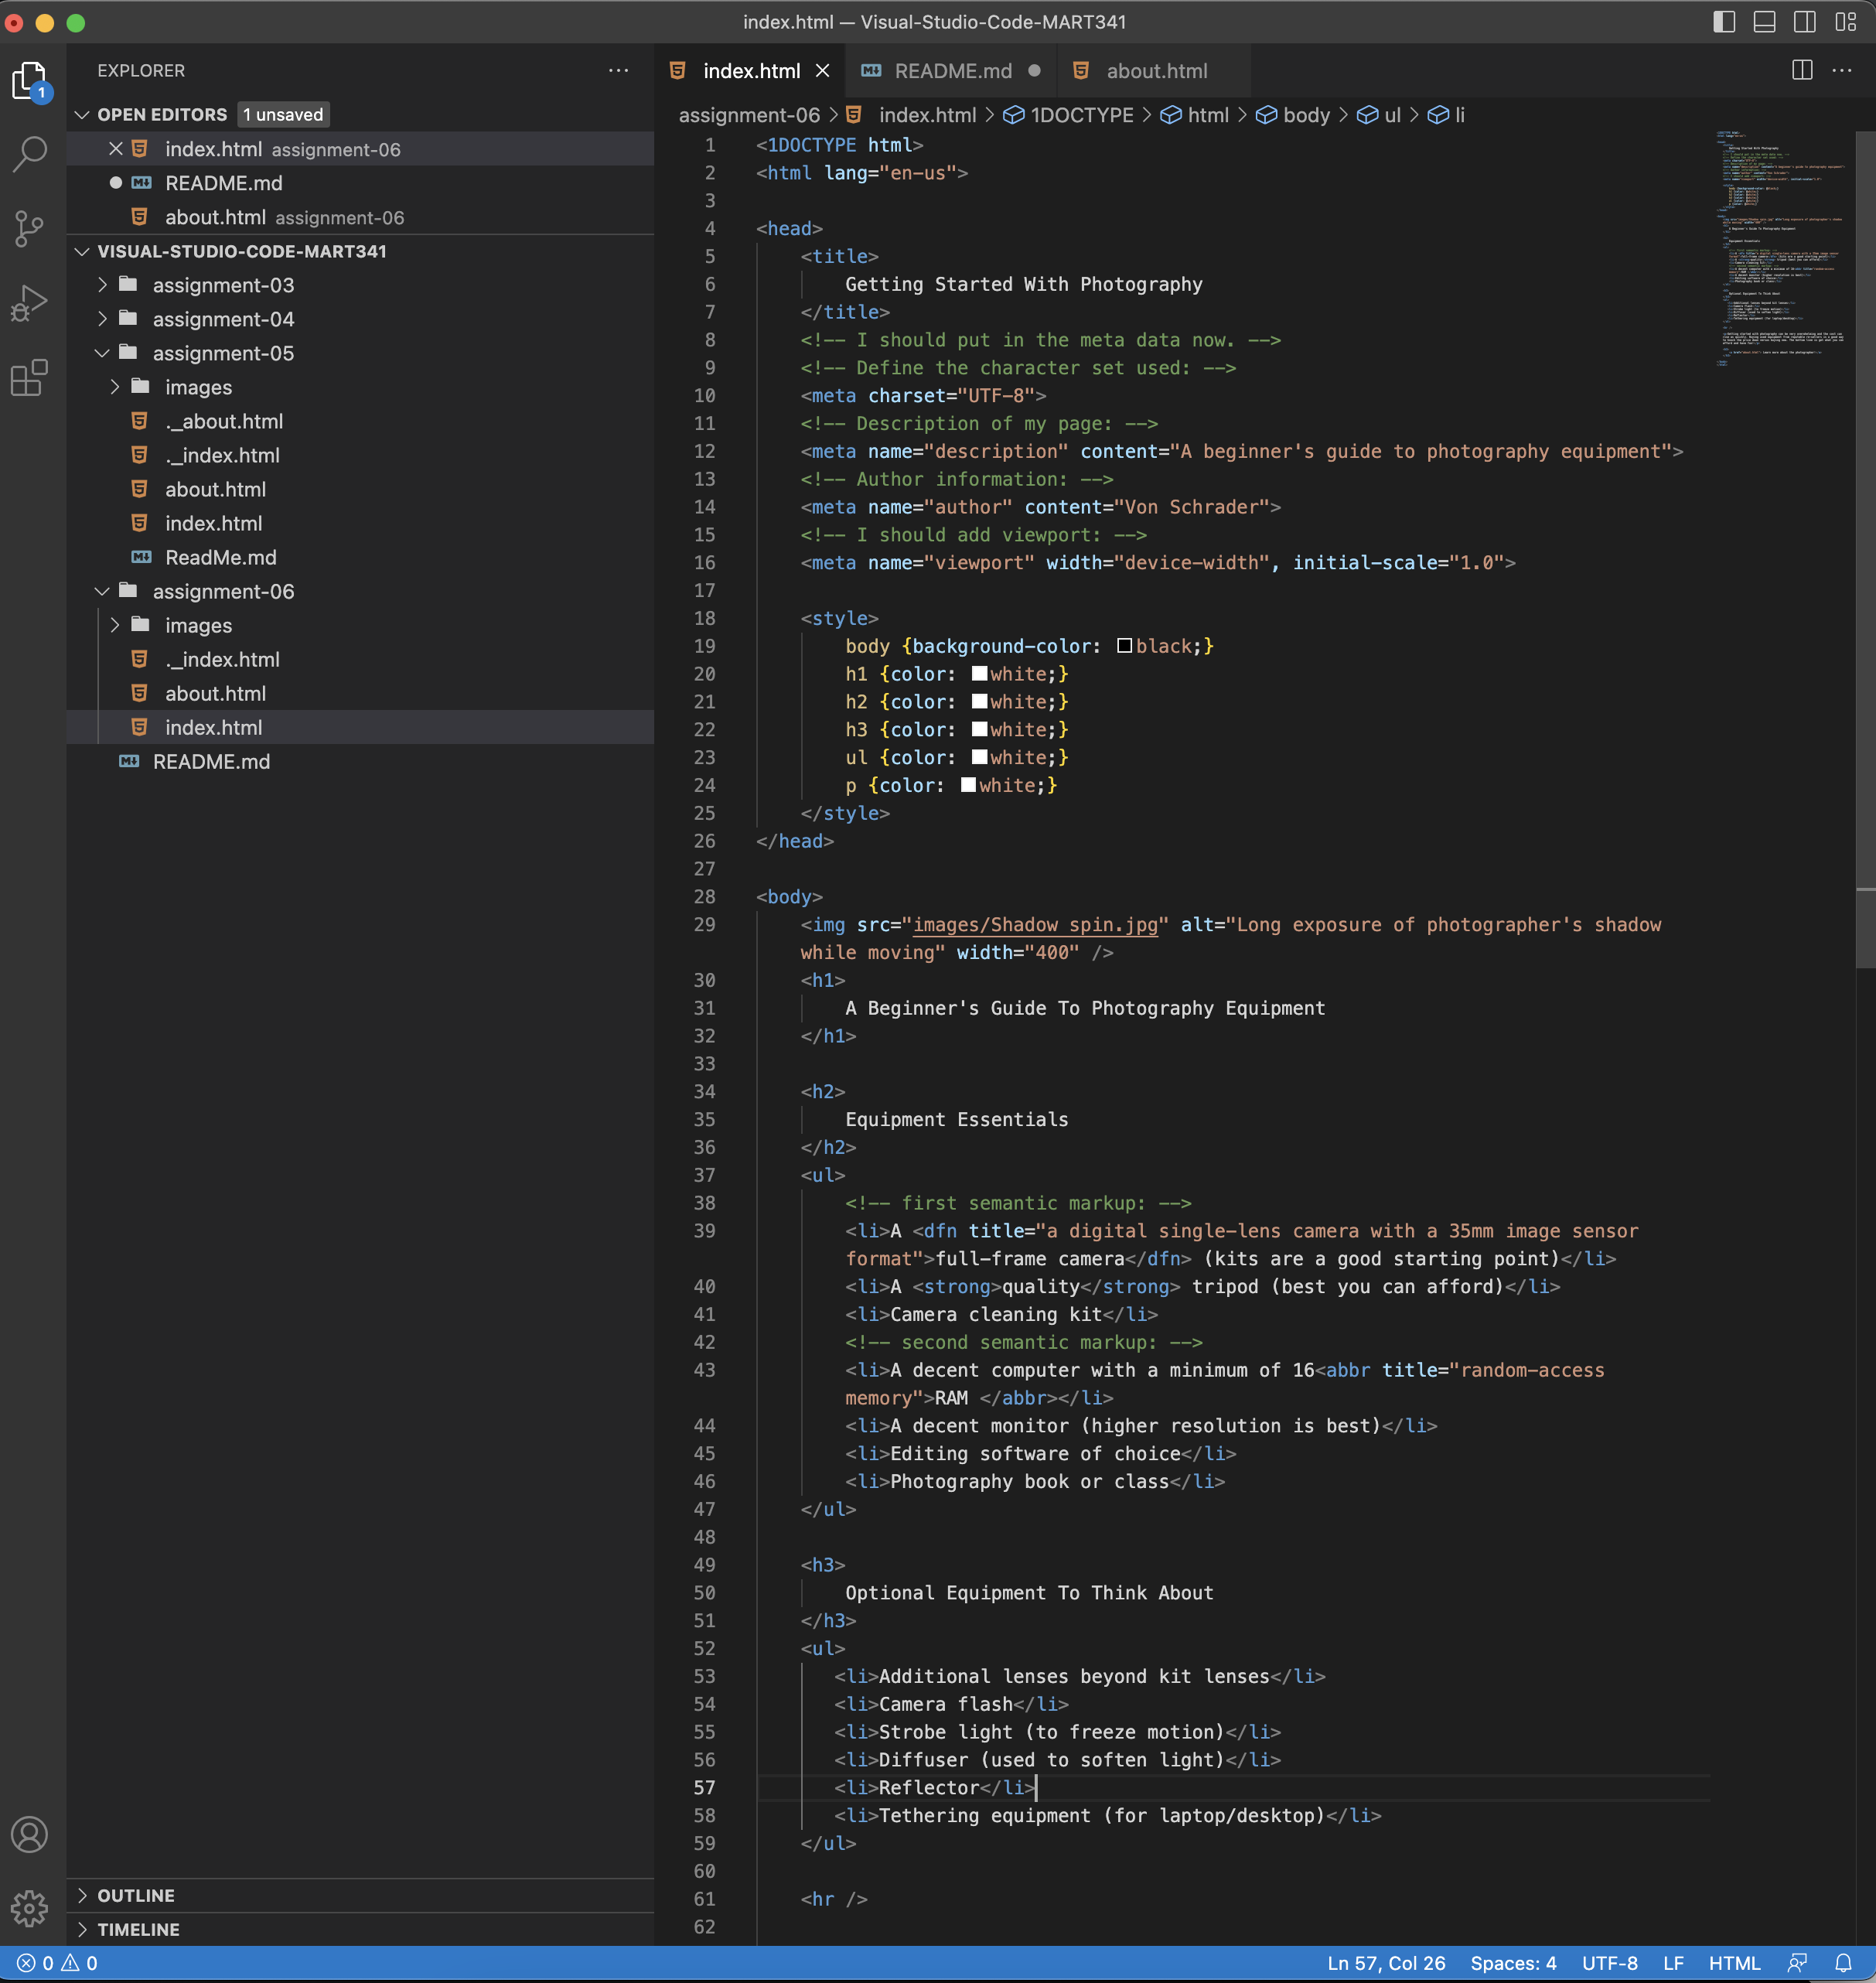 index.html — Visual-Studio-Code-MART341
EXPLORER
OPEN EDITORS 1 unsaved
index.html assignment-06
README.md
about.html assignment-06
VISUAL-STUDIO-CODE-MART341
assignment-03
assignment-04
assignment-05
images
._about.html
._index.html
about.html
index.html
ReadMe.md
assignment-06
images
._index.html
about.html
index.html
README.md
OUTLINE
TIMELINE
1
index.html README.md about.html
assignment-06 > index.html > 1DOCTYPE > html > body > ul > li
1 <1DOCTYPE html>
2 <html lang="en-us">
3
4 <head>
5 <title>
6 Getting Started With Photography
7 </title>
8 <!-- I should put in the meta data now. -->
9 <!-- Define the character set used: -->
10 <meta charset="UTF-8">
11 <!-- Description of my page: -->
12 <meta name="description" content="A beginner's guide to photography equipment">
13 <!-- Author information: -->
14 <meta name="author" content="Von Schrader">
15 <!-- I should add viewport: -->
16 <meta name="viewport" width="device-width", initial-scale="1.0">
17
18 <style>
19 body {background-color: black;}
20 h1 {color: white;}
21 h2 {color: white;}
22 h3 {color: white;}
23 ul {color: white;}
24 p {color: white;}
25 </style>
26 </head>
27
28 <body>
29 <img src="images/Shadow spin.jpg" alt="Long exposure of photographer's shadow
while moving" width="400" />
30 <h1>
31 A Beginner's Guide To Photography Equipment
32 </h1>
33
34 <h2>
35 Equipment Essentials
36 </h2>
37 <ul>
38 <!-- first semantic markup: -->
39 <li>A <dfn title="a digital single-lens camera with a 35mm image sensor
format">full-frame camera</dfn> (kits are a good starting point)</li>
40 <li>A <strong>quality</strong> tripod (best you can afford)</li>
41 <li>Camera cleaning kit</li>
42 <!-- second semantic markup: -->
43 <li>A decent computer with a minimum of 16<abbr title="random-access
memory">RAM </abbr></li>
44 <li>A decent monitor (higher resolution is best)</li>
45 <li>Editing software of choice</li>
46 <li>Photography book or class</li>
47 </ul>
48
49 <h3>
50 Optional Equipment To Think About
51 </h3>
52 <ul>
53 <li>Additional lenses beyond kit lenses</li>
54 <li>Camera flash</li>
55 <li>Strobe light (to freeze motion)</li>
56 <li>Diffuser (used to soften light)</li>
57 <li>Reflector</li>
58 <li>Tethering equipment (for laptop/desktop)</li>
59 </ul>
60
61 <hr />
62
0 0 Ln 57, Col 26 Spaces: 4 UTF-8 LF HTML